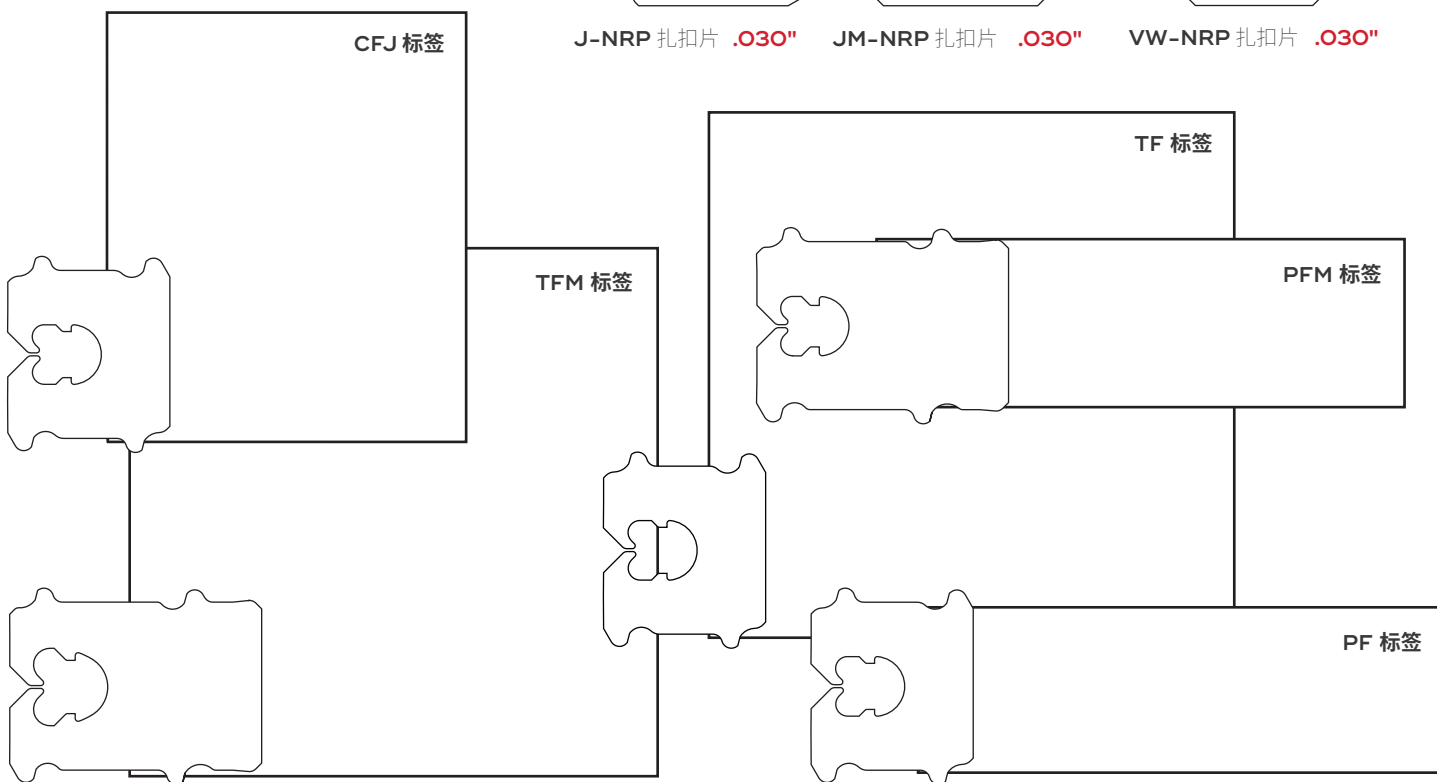 J-NRP 扎扣片 .030" JM-NRP 扎扣片 .030" VW-NRP 扎扣片 .030"
CFJ 标签
TF 标签
TFM 标签
PFM 标签
PF 标签